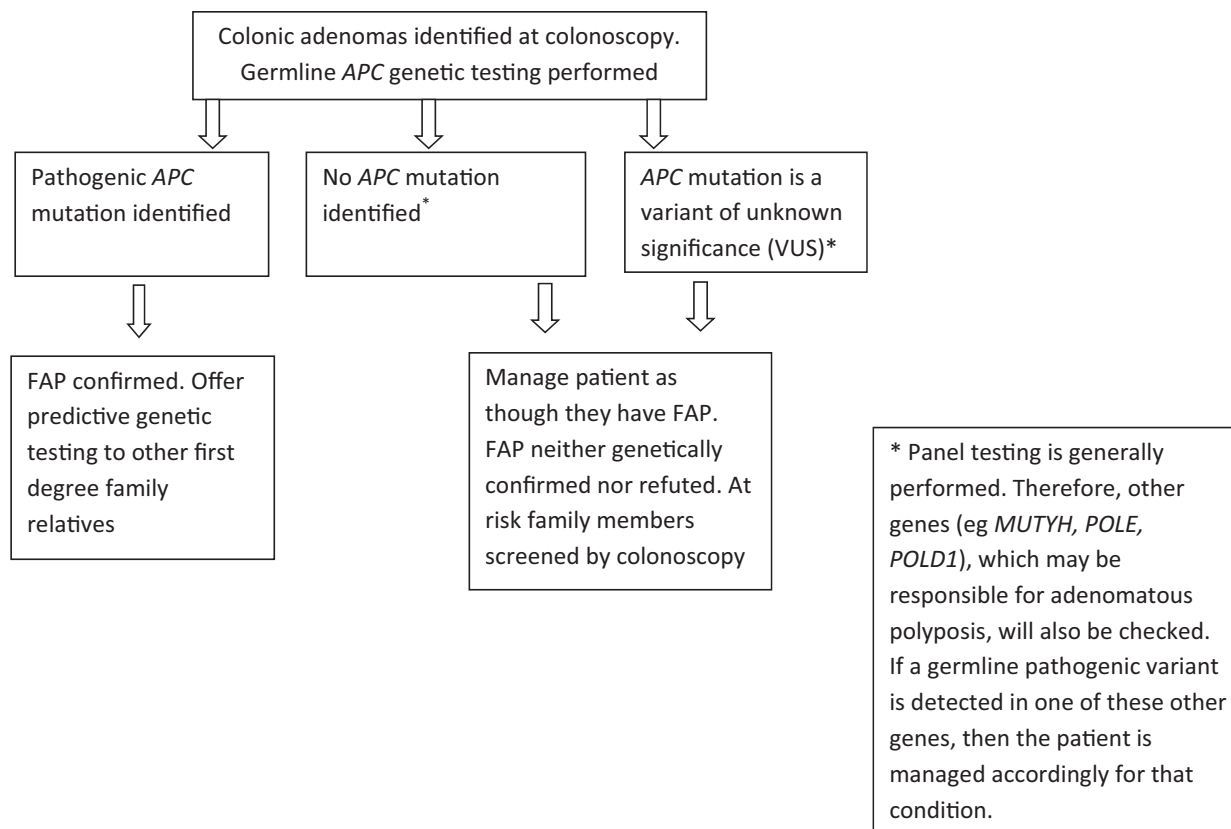 Colonic adenomas identified at colonoscopy.
Germline APC genetic testing performed
Pathogenic APC
mutation identified
No APC mutation
identified*
APC mutation is a
variant of unknown
significance (VUS)*
FAP confirmed. Offer
predictive genetic
testing to other first
degree family
relatives
Manage patient as
though they have FAP.
FAP neither genetically
confirmed nor refuted. At
risk family members
screened by colonoscopy
* Panel testing is generally
performed. Therefore, other
genes (eg MUTYH, POLE,
POLD1), which may be
responsible for adenomatous
polyposis, will also be checked.
If a germline pathogenic variant
is detected in one of these other
genes, then the patient is
managed accordingly for that
condition.